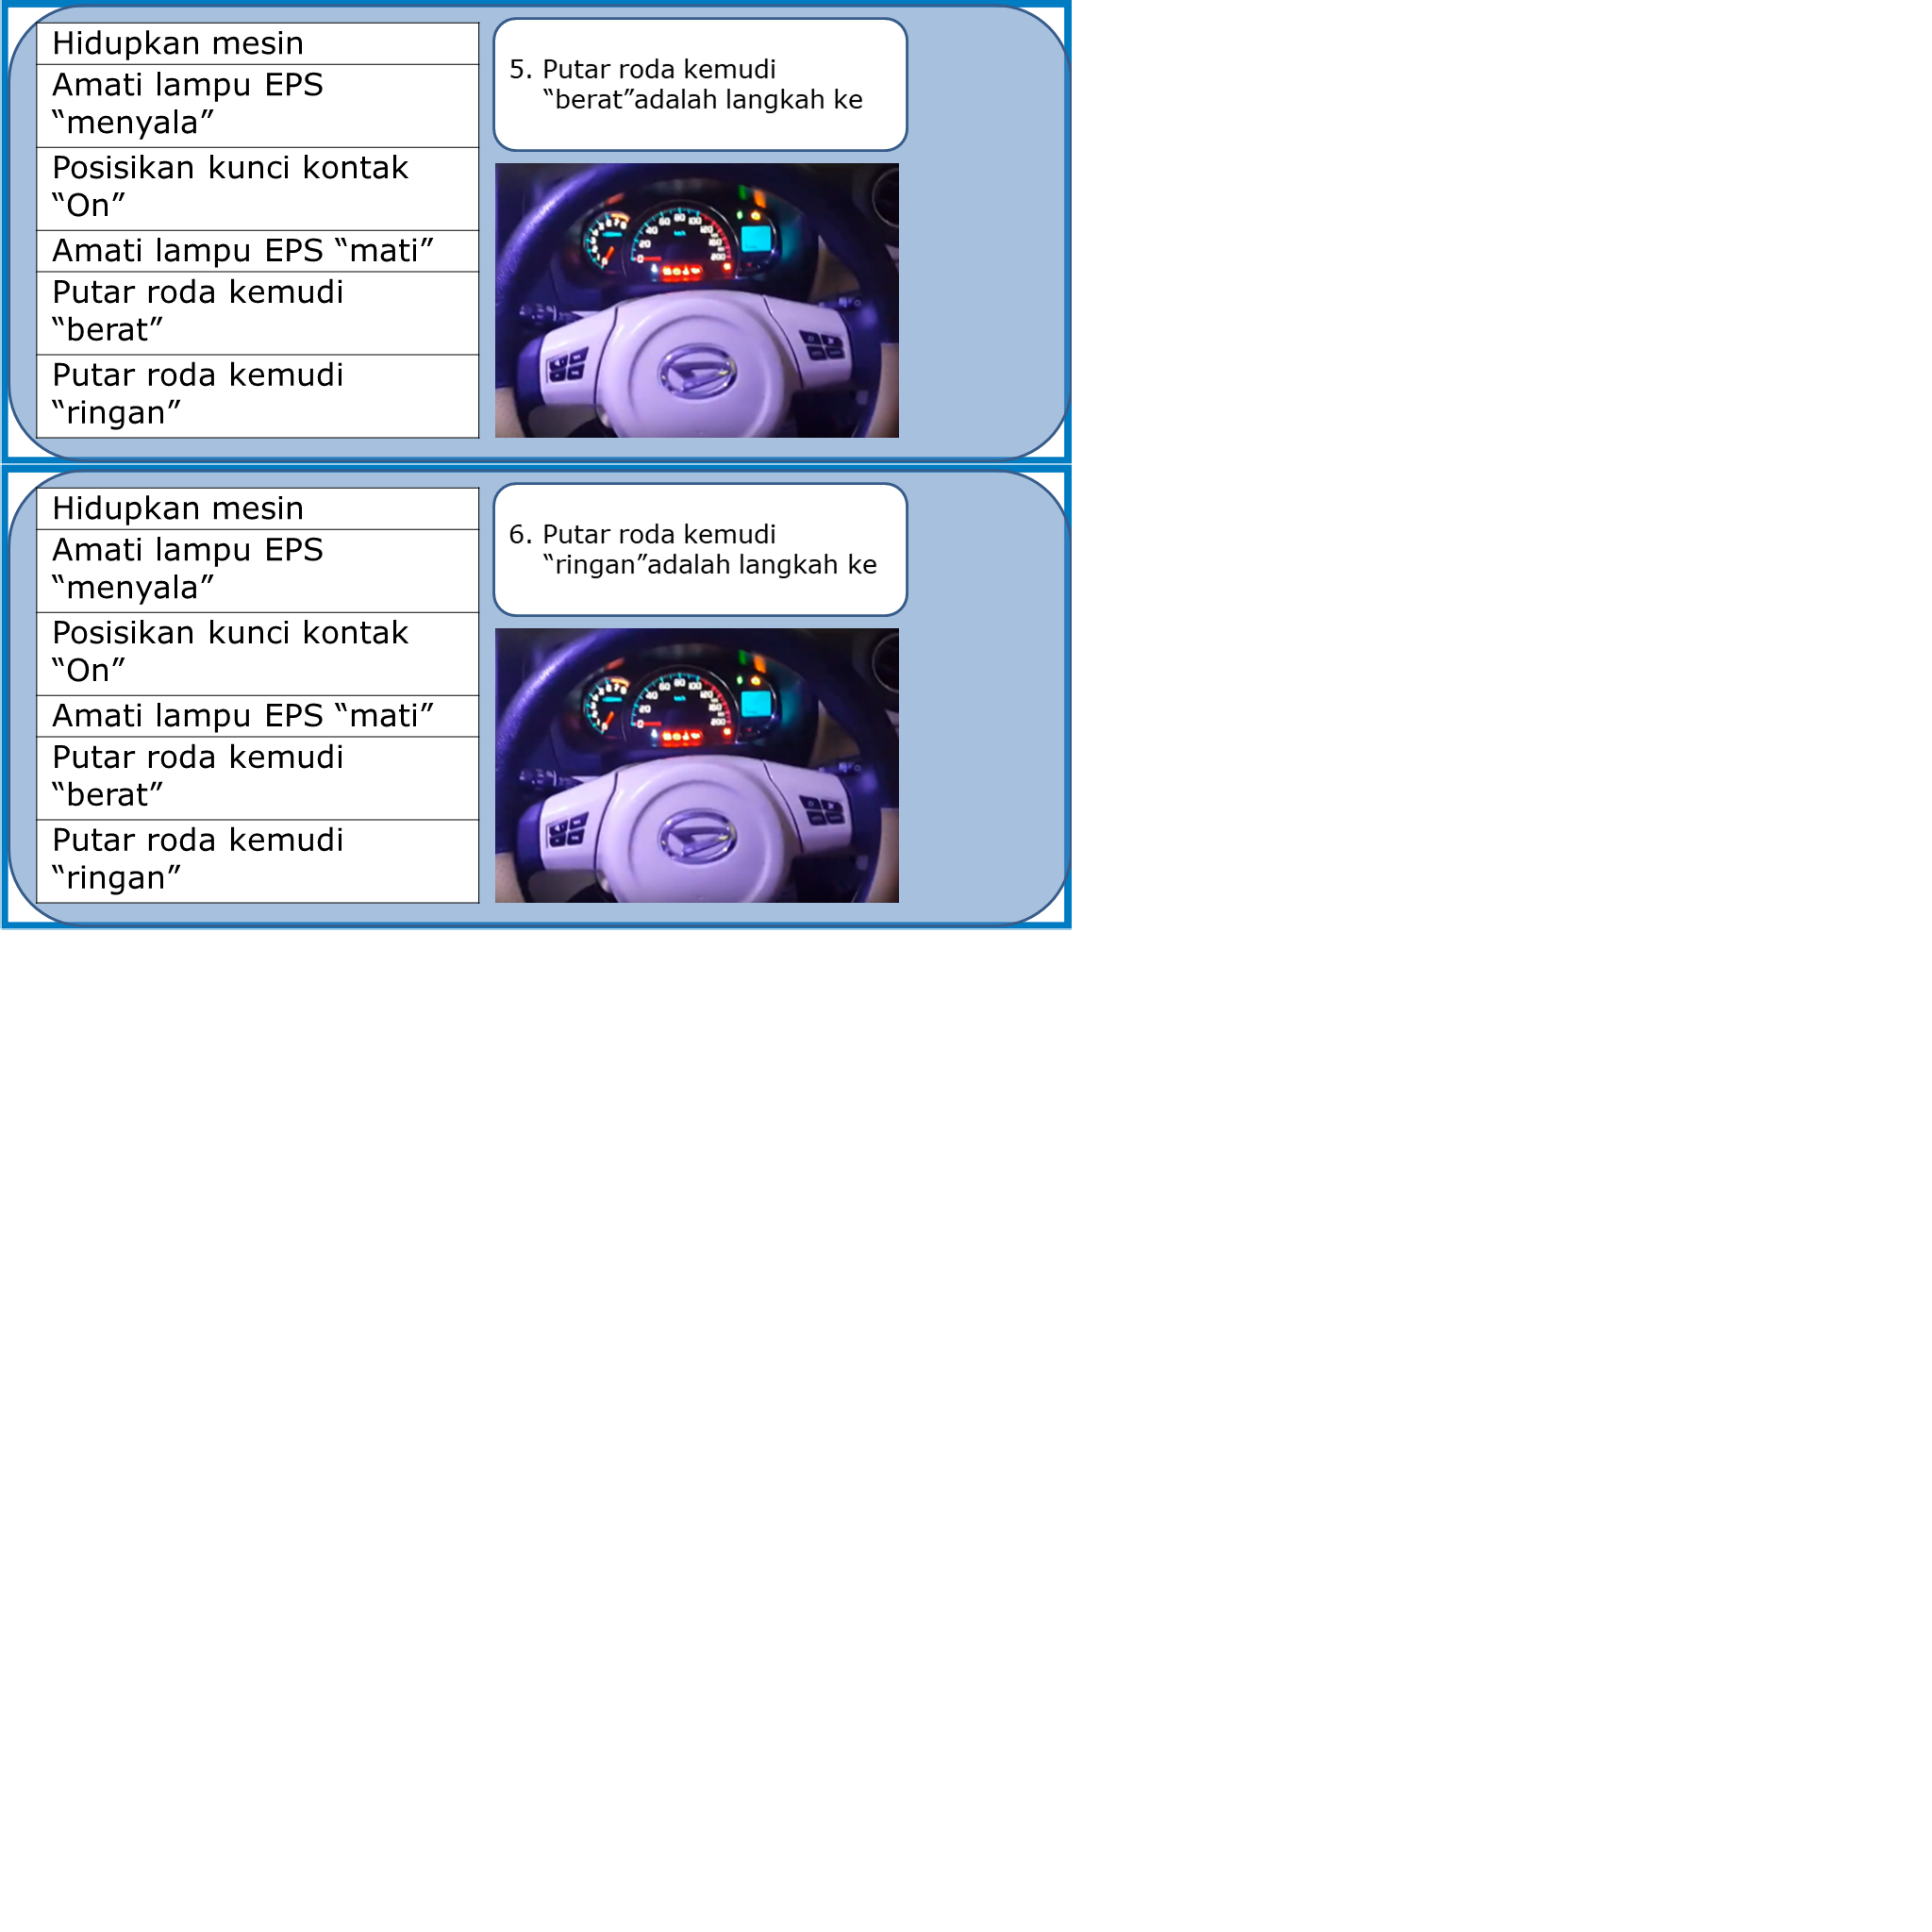 Hidupkan mesin
Amati lampu EPS
“menyala”
Posisikan kunci kontak
“On”
Amati lampu EPS “mati”
Putar roda kemudi
“berat”
Putar roda kemudi
“ringan”
5. Putar roda kemudi
“berat”adalah langkah ke
Hidupkan mesin
Amati lampu EPS
“menyala”
Posisikan kunci kontak
“On”
Amati lampu EPS “mati”
Putar roda kemudi
“berat”
Putar roda kemudi
“ringan”
6. Putar roda kemudi
“ringan”adalah langkah ke